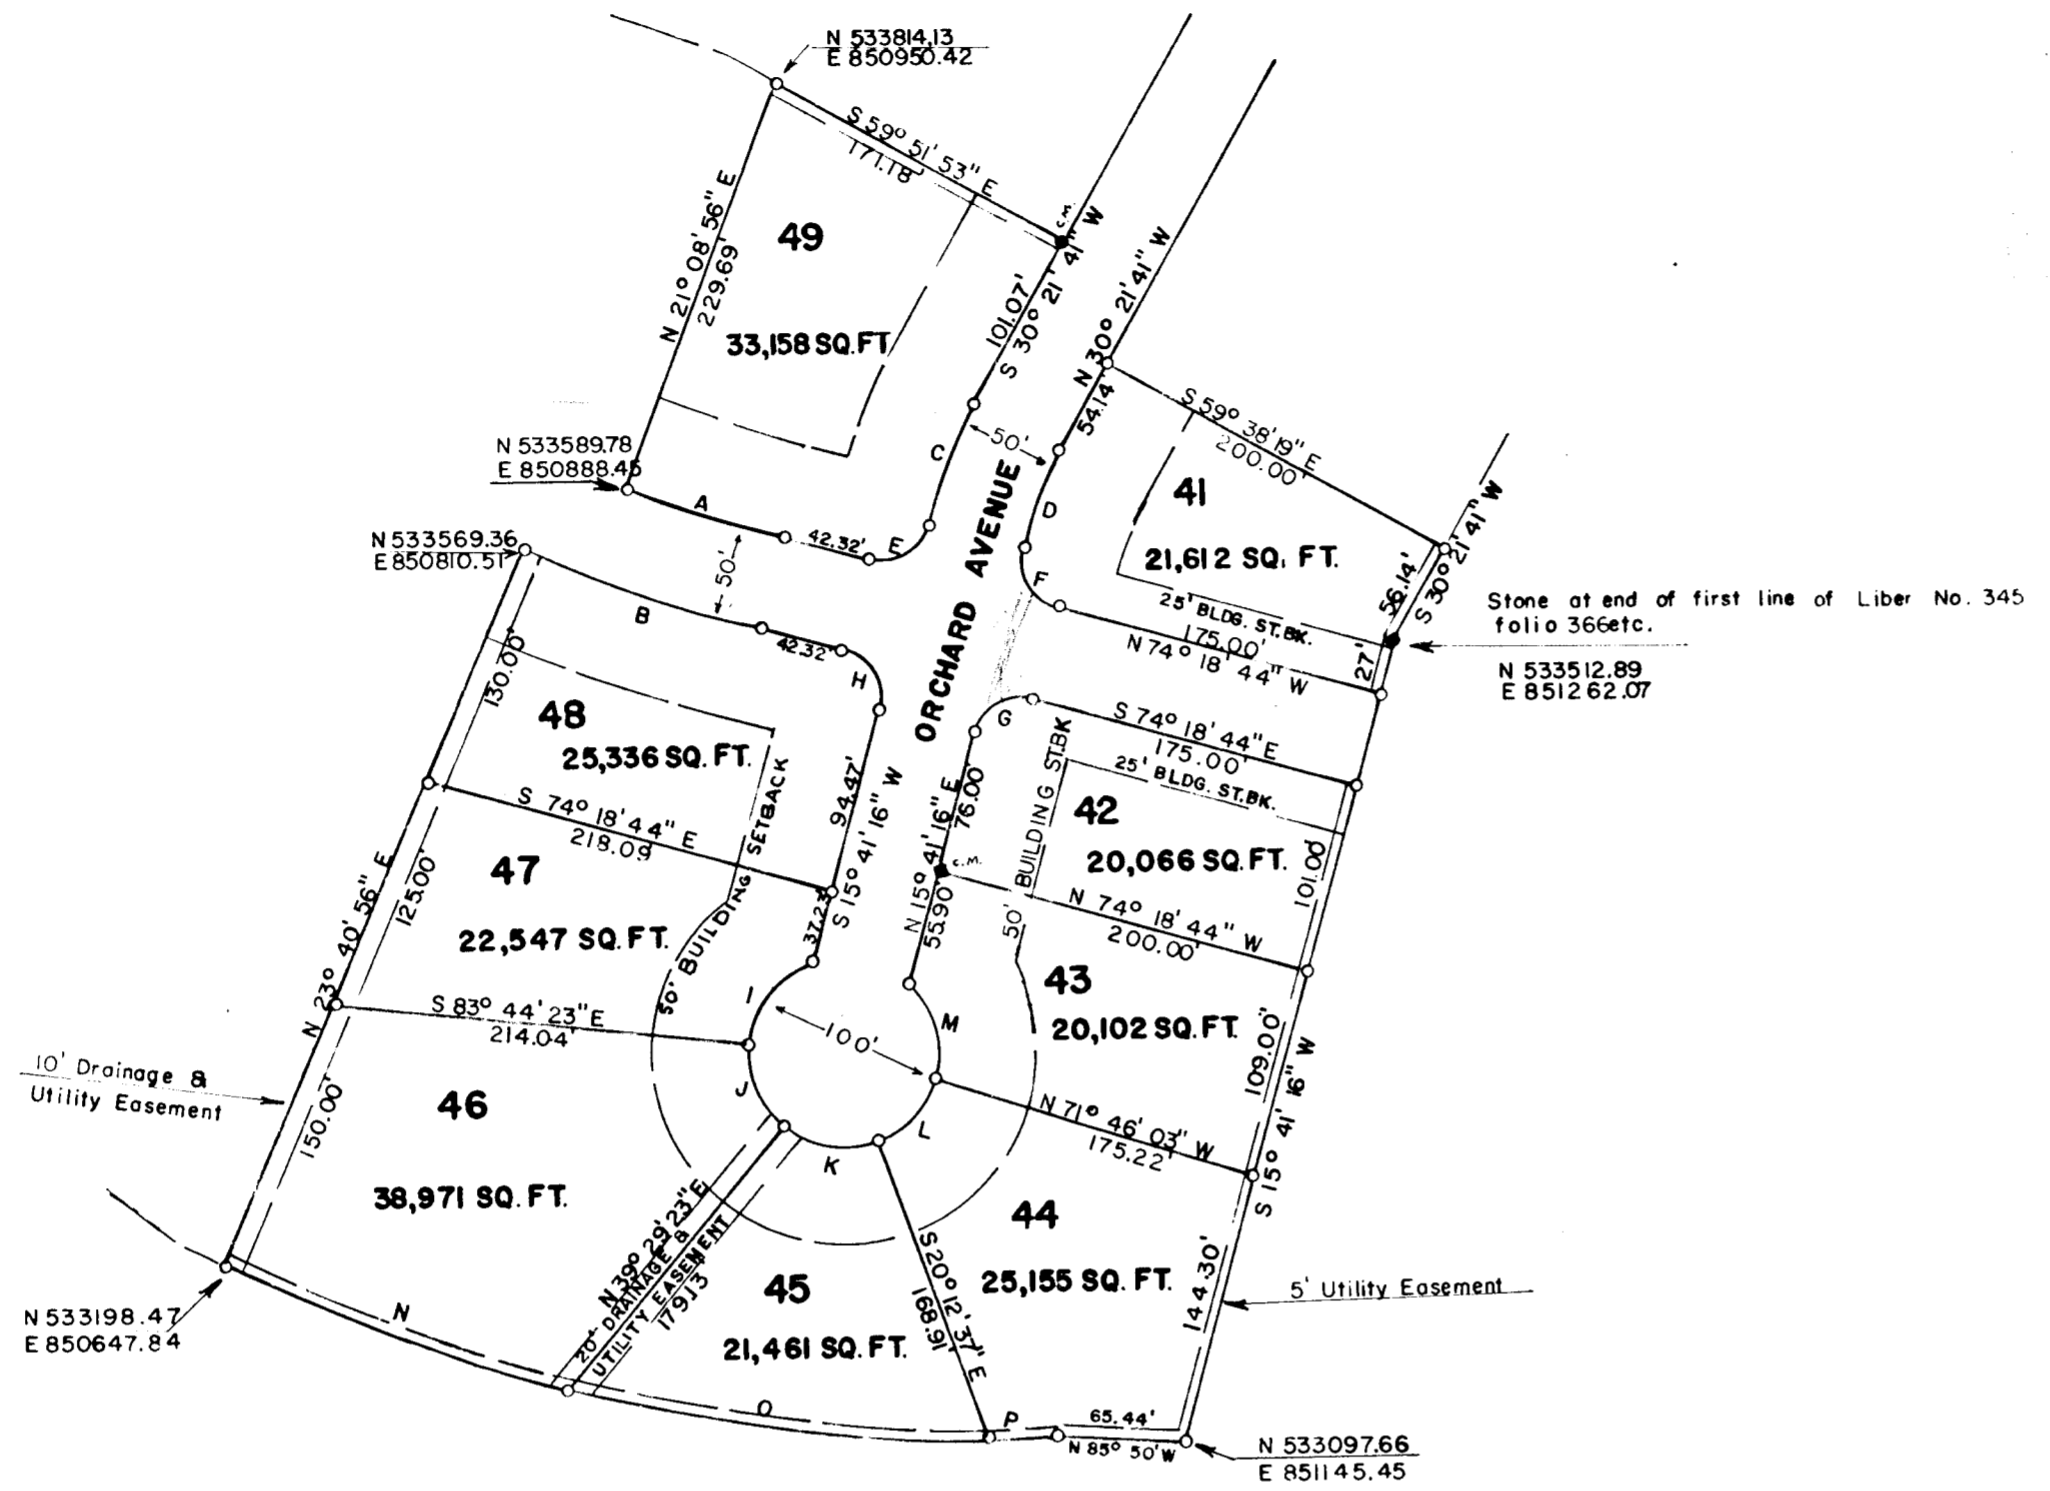 N 533814.13
E 850950.42
S 59° 51' 53" E
171.18'
C.M.
49
33,158 SQ.FT.
N 21° 08' 56" E
229.69'
101.07'
S 30° 21' 41" W
N 30° 21' 41" W
54.14'
C
50'
D
N 533589.78
E 850888.45
A
42.32'
E
N 533569.36
E 850810.51
50'
B
42.32'
H
ORCHARD AVENUE
S 59° 38' 19" E
200.00'
41
21,612 SQ. FT.
F
25' BLDG. ST.BK.
175.00'
N 74° 18' 44" W
56.14'
S 30° 21' 41" W
27'
Stone at end of first line of Liber No. 345
folio 366etc.
N 533512.89
E 851262.07
130.00'
48
25,336 SQ. FT.
94.47'
S 15° 41' 16" W
G
S 74° 18' 44" E
175.00'
25' BLDG. ST.BK.
76.00'
N 15° 41' 16" E
C.M.
50' BUILDING ST.BK
42
20,066 SQ. FT.
101.00
S 74° 18' 44" E
218.09'
50' BUILDING SETBACK
47
22,547 SQ. FT.
125.00'
N 23° 40' 56" E
37.23'
55.90'
N 74° 18' 44" W
200.00'
43
20,102 SQ. FT.
109.00'
S 15° 41' 16" W
I
100'
M
S 83° 44' 23" E
214.04'
10' Drainage &
Utility Easement
150.00'
46
38,971 SQ. FT.
J
K
L
N 71° 46' 03" W
175.22'
44
25,155 SQ. FT.
144.30'
5' Utility Easement
N 39° 29' 23" E
20' DRAINAGE &
UTILITY EASEMENT
179.13'
45
21,461 SQ. FT.
S 20° 12' 37" E
168.91'
N 533198.47
E 850647.84
N
O
P
65.44'
N 85° 50' W
N 533097.66
E 851145.45